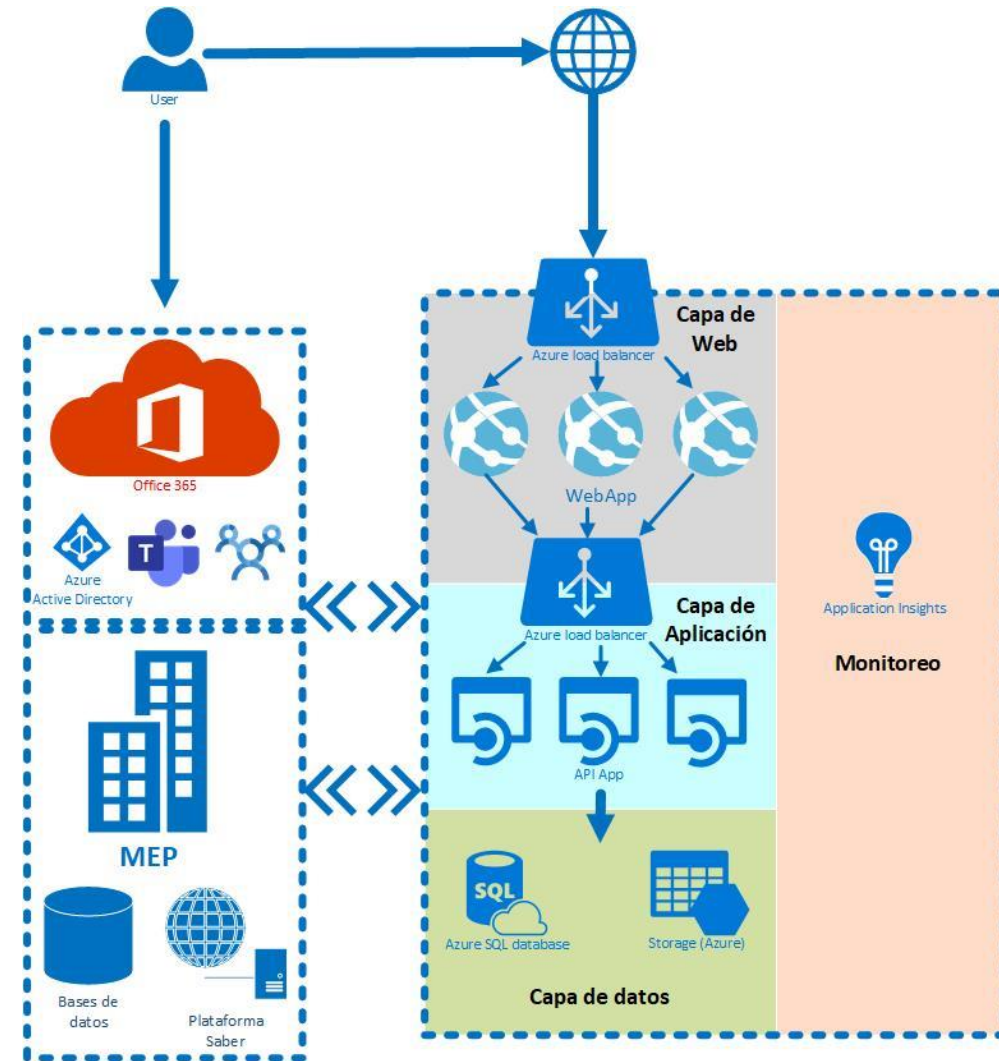 User
Azure load balancer
Capa de
Web
WebApp
Office 365
Azure
Active Directory
T
Azure load balancer
Capa de
Aplicación
API App
Application Insights
Monitoreo
MEP
Bases de
datos
Plataforma
Saber
SQL
Azure SQL database
Storage (Azure)
Capa de datos